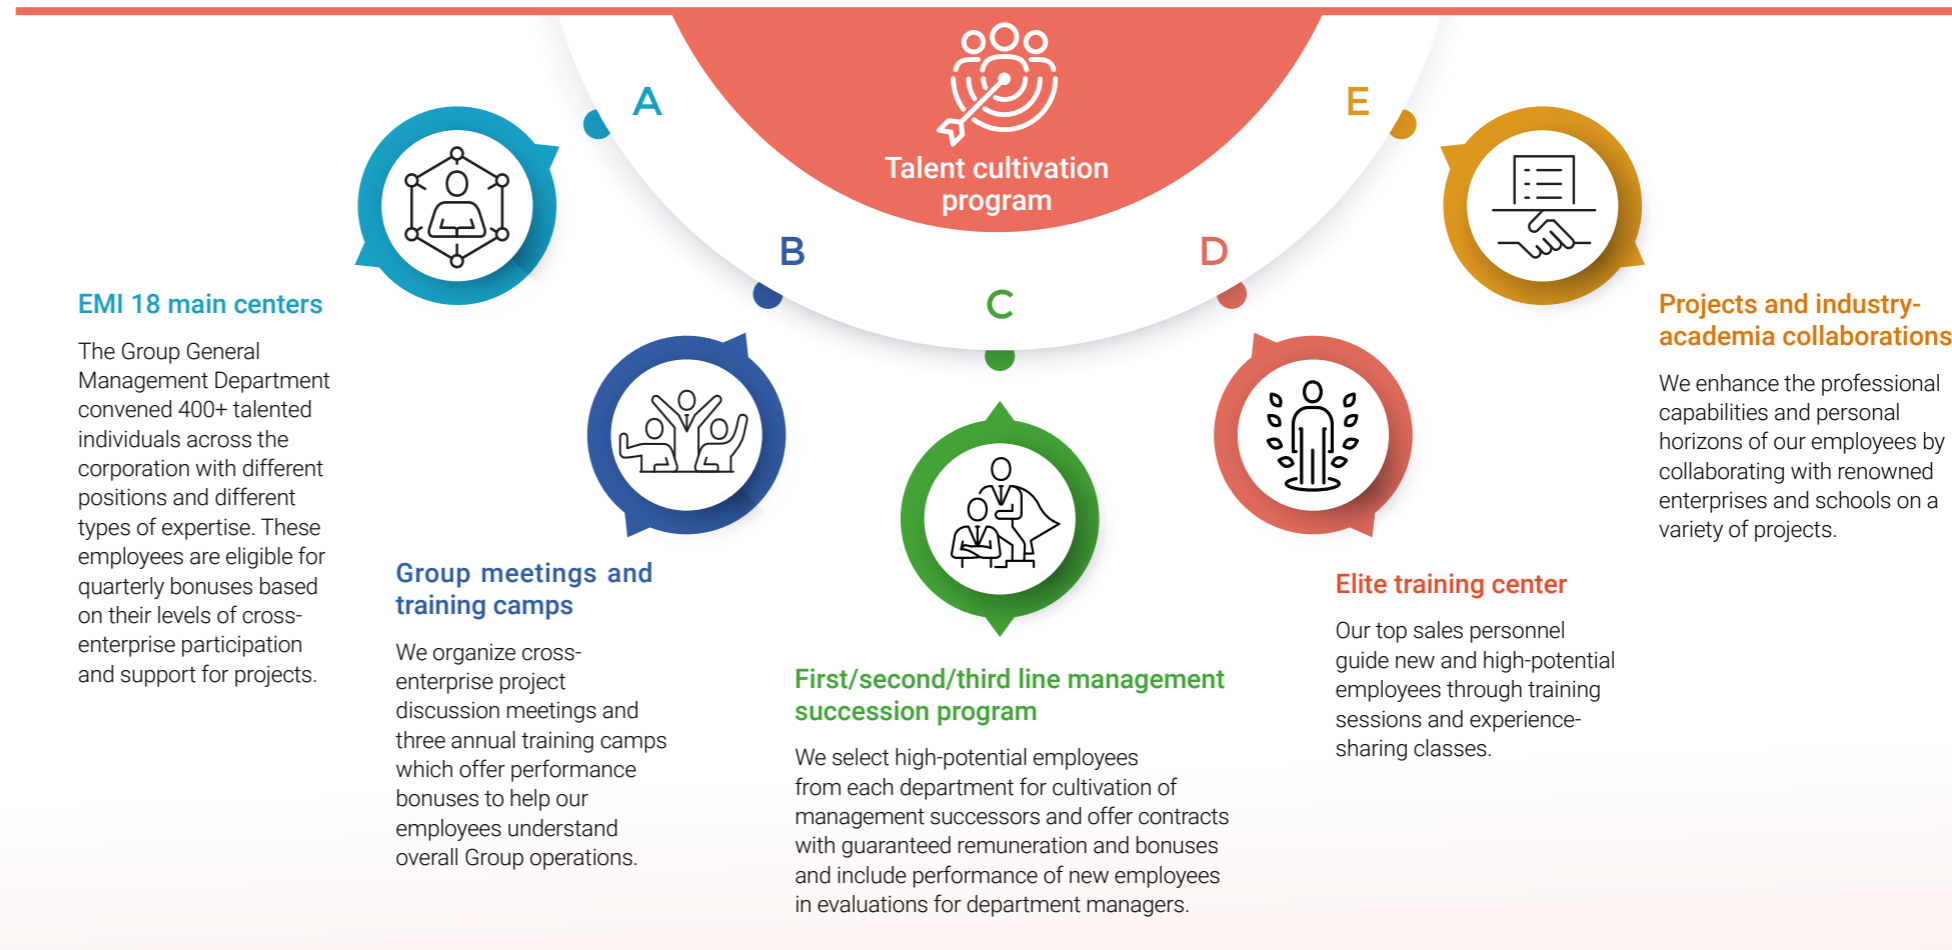 Talent cultivation
program
A
B
C
D
E
EMI 18 main centers
The Group General
Management Department
convened 400+ talented
individuals across the
corporation with different
positions and different
types of expertise. These
employees are eligible for
quarterly bonuses based
on their levels of cross-
enterprise participation
and support for projects.
Group meetings and
training camps
We organize cross-
enterprise project
discussion meetings and
three annual training camps
which offer performance
bonuses to help our
employees understand
overall Group operations.
First/second/third line management
succession program
We select high-potential employees
from each department for cultivation of
management successors and offer contracts
with guaranteed remuneration and bonuses
and include performance of new employees
in evaluations for department managers.
Elite training center
Our top sales personnel
guide new and high-potential
employees through training
sessions and experience-
sharing classes.
Projects and industry-
academia collaborations
We enhance the professional
capabilities and personal
horizons of our employees by
collaborating with renowned
enterprises and schools on a
variety of projects.